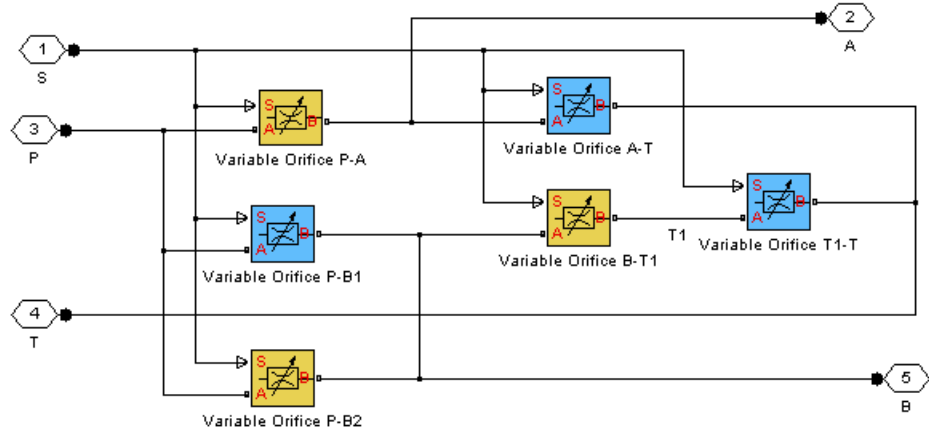 2
A
1
S
S
A
B
Variable Orifice P-A
S
A
B
Variable Orifice A-T
3
P
S
A
B
Variable Orifice P-B1
S
A
B
Variable Orifice B-T1
T1
S
A
B
Variable Orifice T1-T
4
T
S
A
B
Variable Orifice P-B2
5
B